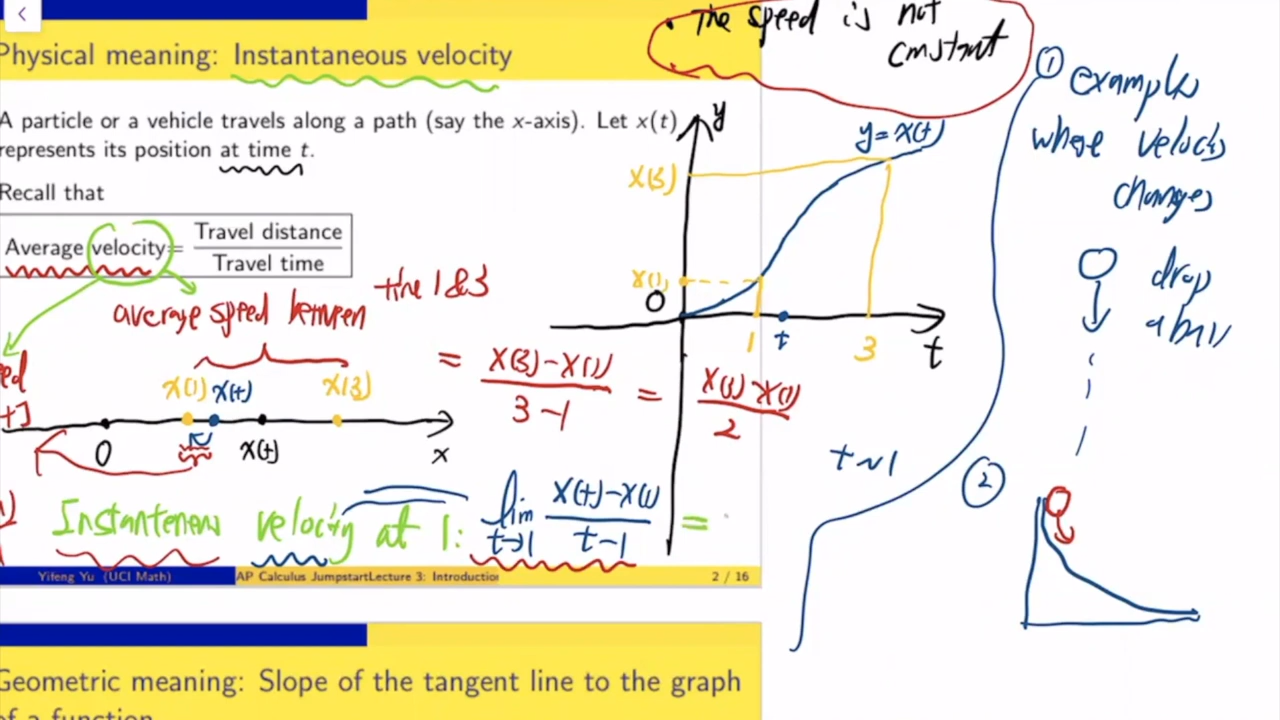 • The speed is not
constant
Physical meaning: Instantaneous velocity
A particle or a vehicle travels along a path (say the x-axis). Let x(t)
represents its position at time t.
Recall that
Average velocity = Travel distance
Travel time
average speed between
time 1 & 3
= x(3)-x(1) = x(3)-x(1)
3-1 2
x(1) x(t) x(3)
0 x(t) x
Instanteneous velocity at 1: lim x(t)-x(1) =
t→1 t-1
y
y=x(t)
x(3)
x(1)
0
1 t 3 t
t~1
① example
where velocity
changes
drop
a ball
②
Yifeng Yu (UCI Math) AP Calculus JumpstartLecture 3: Introduction 2 / 16
Geometric meaning: Slope of the tangent line to the graph
of a function